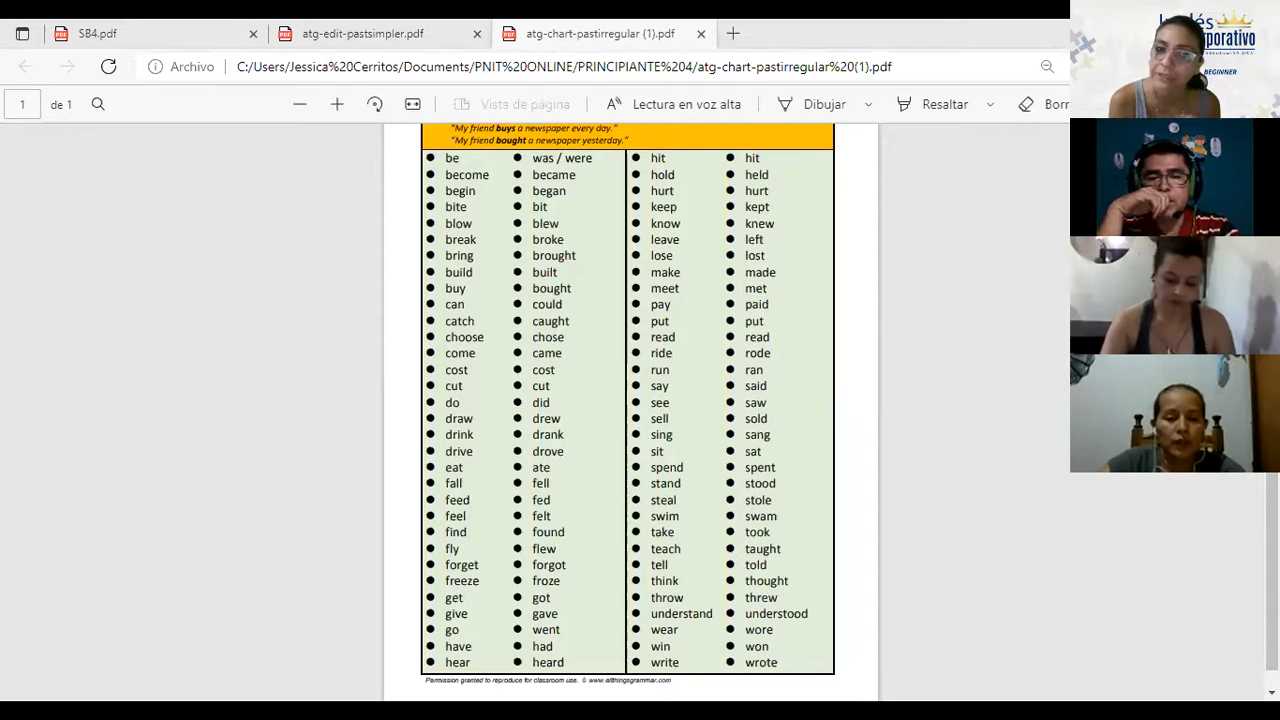 SB4.pdf
atg-edit-pastsimpler.pdf
atg-chart-pastirregular (1).pdf
Archivo
C:/Users/Jessica%20Cerritos/Documents/PNIT%20ONLINE/PRINCIPIANTE%204/atg-chart-pastirregular%20(1).pdf
1 de 1
Vista de página
Lectura en voz alta
Dibujar
Resaltar
Borr
"My friend buys a newspaper every day."
"My friend bought a newspaper yesterday."
be was / were hit hit
become became hold held
begin began hurt hurt
bite bit keep kept
blow blew know knew
break broke leave left
bring brought lose lost
build built make made
buy bought meet met
can could pay paid
catch caught put put
choose chose read read
come came ride rode
cost cost run ran
cut cut say said
do did see saw
draw drew sell sold
drink drank sing sang
drive drove sit sat
eat ate spend spent
fall fell stand stood
feed fed steal stole
feel felt swim swam
find found take took
fly flew teach taught
forget forgot tell told
freeze froze think thought
get got throw threw
give gave understand understood
go went wear wore
have had win won
hear heard write wrote
Permission granted to reproduce for classroom use. © www.allthingsgrammar.com
BEGINNER